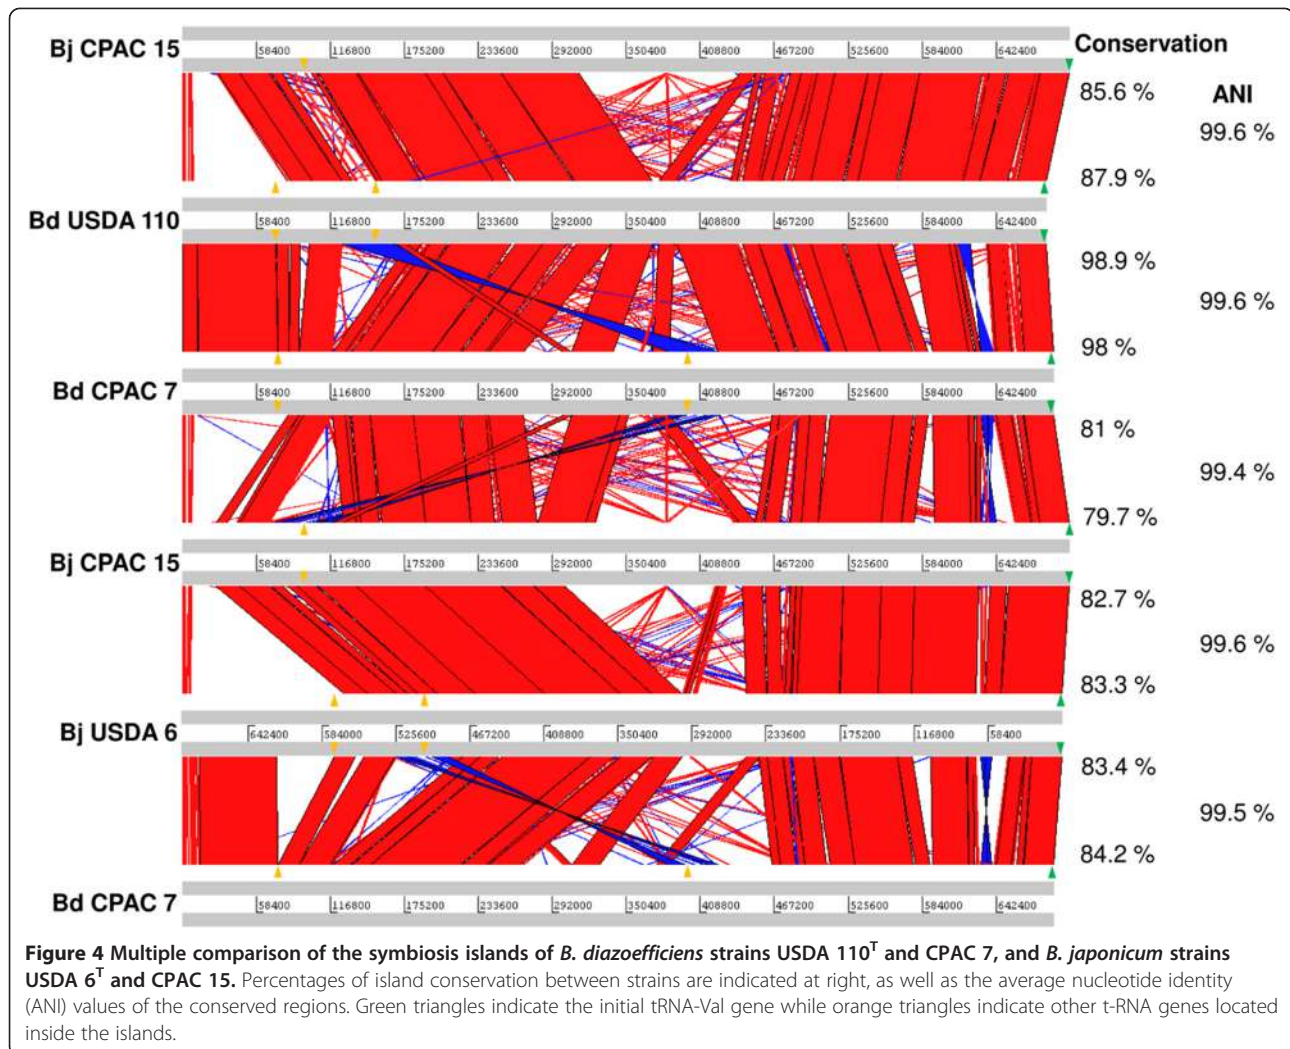 Bj CPAC 15
58400 116800 175200 233600 292000 350400 408800 467200 525600 584000 642400
Conservation
85.6 %
ANI
99.6 %
87.9 %
Bd USDA 110
58400 116800 175200 233600 292000 350400 408800 467200 525600 584000 642400
98.9 %
99.6 %
98 %
Bd CPAC 7
58400 116800 175200 233600 292000 350400 408800 467200 525600 584000 642400
81 %
99.4 %
79.7 %
Bj CPAC 15
58400 116800 175200 233600 292000 350400 408800 467200 525600 584000 642400
82.7 %
99.6 %
83.3 %
Bj USDA 6
642400 584000 525600 467200 408800 350400 292000 233600 175200 116800 58400
83.4 %
99.5 %
84.2 %
Bd CPAC 7
58400 116800 175200 233600 292000 350400 408800 467200 525600 584000 642400
Figure 4 Multiple comparison of the symbiosis islands of B. diazoefficiens strains USDA 110T and CPAC 7, and B. japonicum strains
USDA 6T and CPAC 15. Percentages of island conservation between strains are indicated at right, as well as the average nucleotide identity
(ANI) values of the conserved regions. Green triangles indicate the initial tRNA-Val gene while orange triangles indicate other t-RNA genes located
inside the islands.